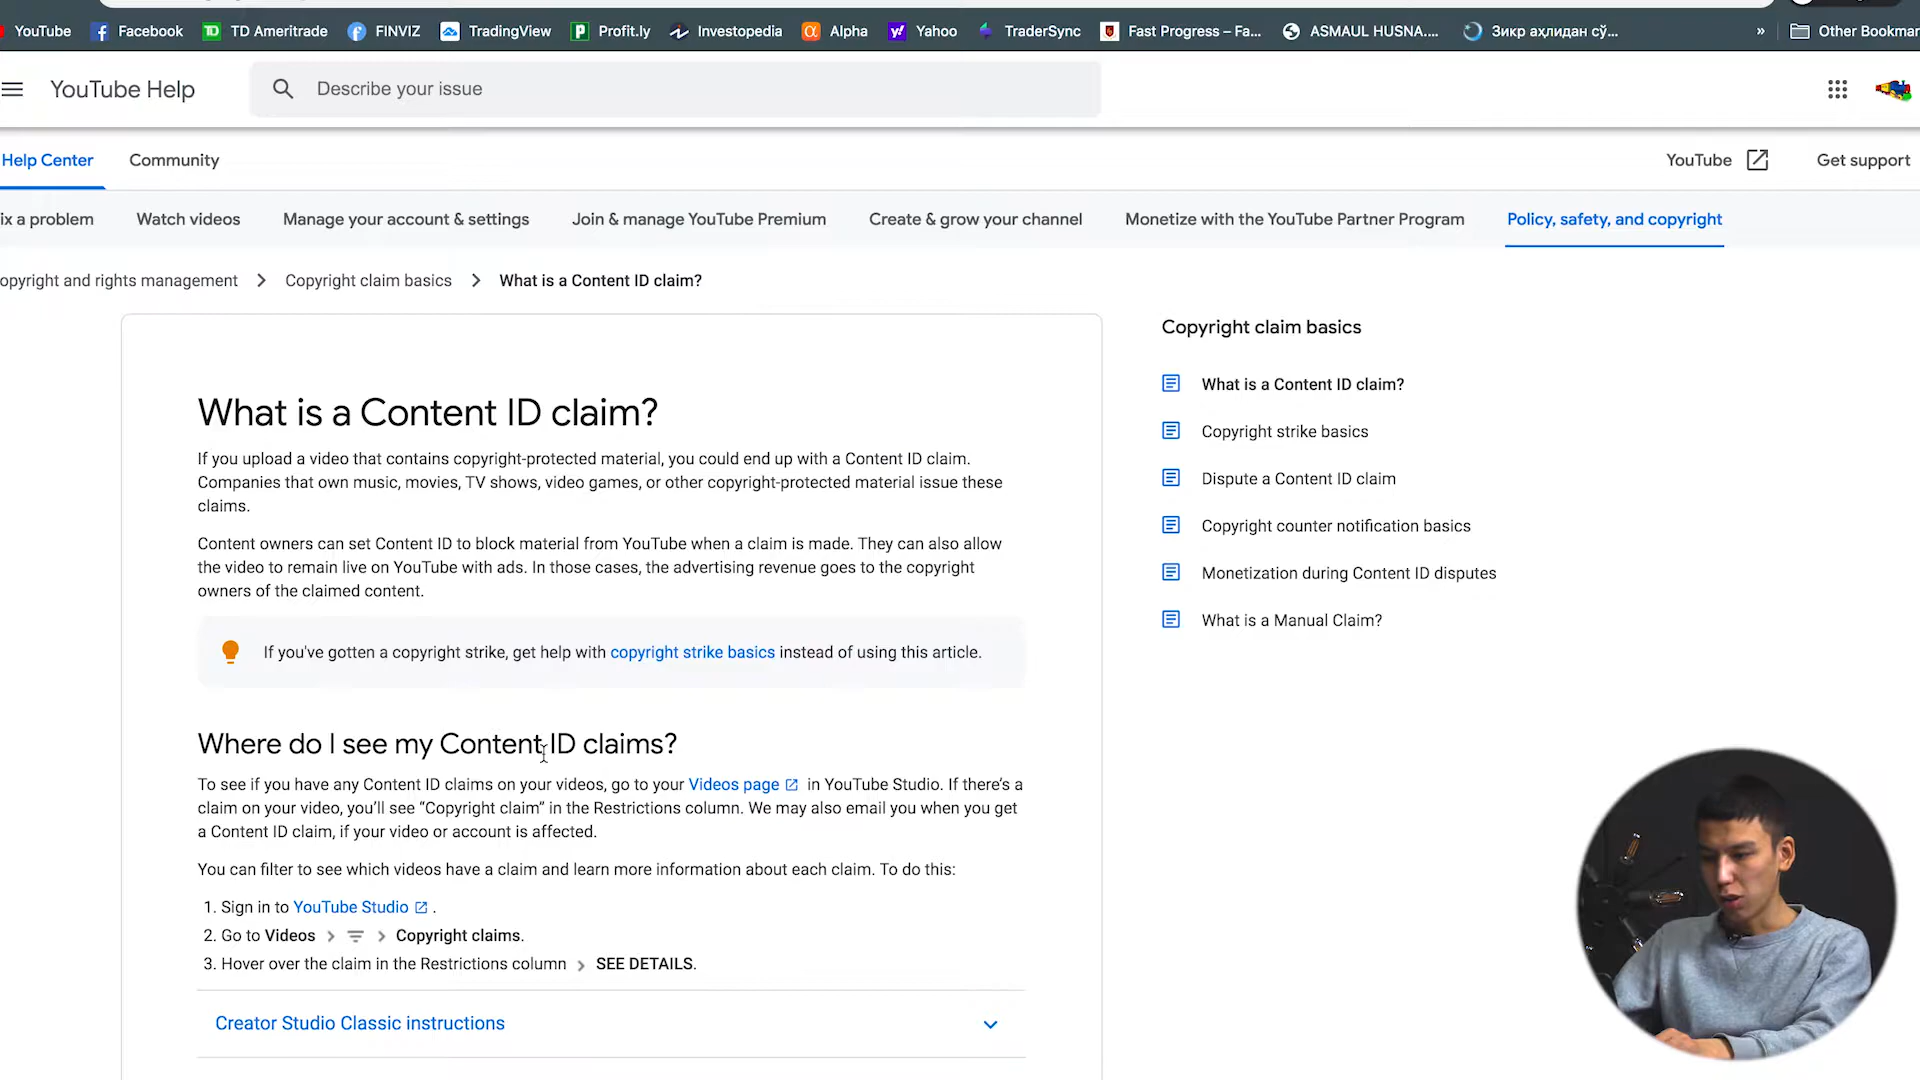 YouTube Facebook TD Ameritrade FINVIZ TradingView Profit.ly Investopedia Alpha Yahoo TraderSync Fast Progress – Fa... ASMAUL HUSNA.... Зикр аҳлидан сў... » Other Bookmar
YouTube Help Describe your issue
Help Center Community YouTube Get support
ix a problem Watch videos Manage your account & settings Join & manage YouTube Premium Create & grow your channel Monetize with the YouTube Partner Program Policy, safety, and copyright
opyright and rights management Copyright claim basics What is a Content ID claim?
What is a Content ID claim?
If you upload a video that contains copyright-protected material, you could end up with a Content ID claim.
Companies that own music, movies, TV shows, video games, or other copyright-protected material issue these
claims.
Content owners can set Content ID to block material from YouTube when a claim is made. They can also allow
the video to remain live on YouTube with ads. In those cases, the advertising revenue goes to the copyright
owners of the claimed content.
If you've gotten a copyright strike, get help with copyright strike basics instead of using this article.
Where do I see my Content ID claims?
To see if you have any Content ID claims on your videos, go to your Videos page in YouTube Studio. If there's a
claim on your video, you'll see “Copyright claim” in the Restrictions column. We may also email you when you get
a Content ID claim, if your video or account is affected.
You can filter to see which videos have a claim and learn more information about each claim. To do this:
1. Sign in to YouTube Studio .
2. Go to Videos Copyright claims.
3. Hover over the claim in the Restrictions column SEE DETAILS.
Creator Studio Classic instructions
Copyright claim basics
What is a Content ID claim?
Copyright strike basics
Dispute a Content ID claim
Copyright counter notification basics
Monetization during Content ID disputes
What is a Manual Claim?